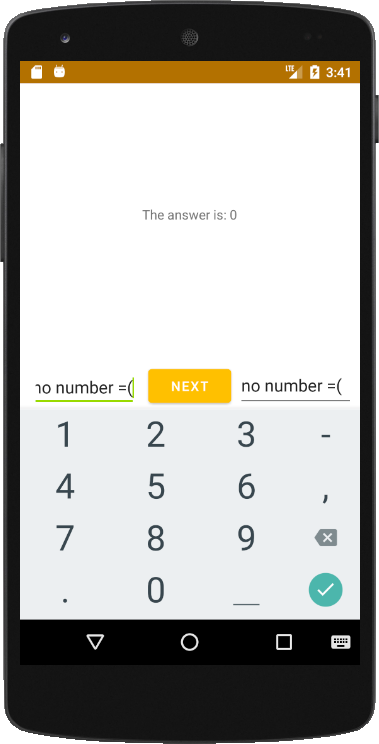 LTE 3:41
The answer is: 0
no number =( NEXT no number =(
1 2 3 -
4 5 6 ,
7 8 9
. 0 _